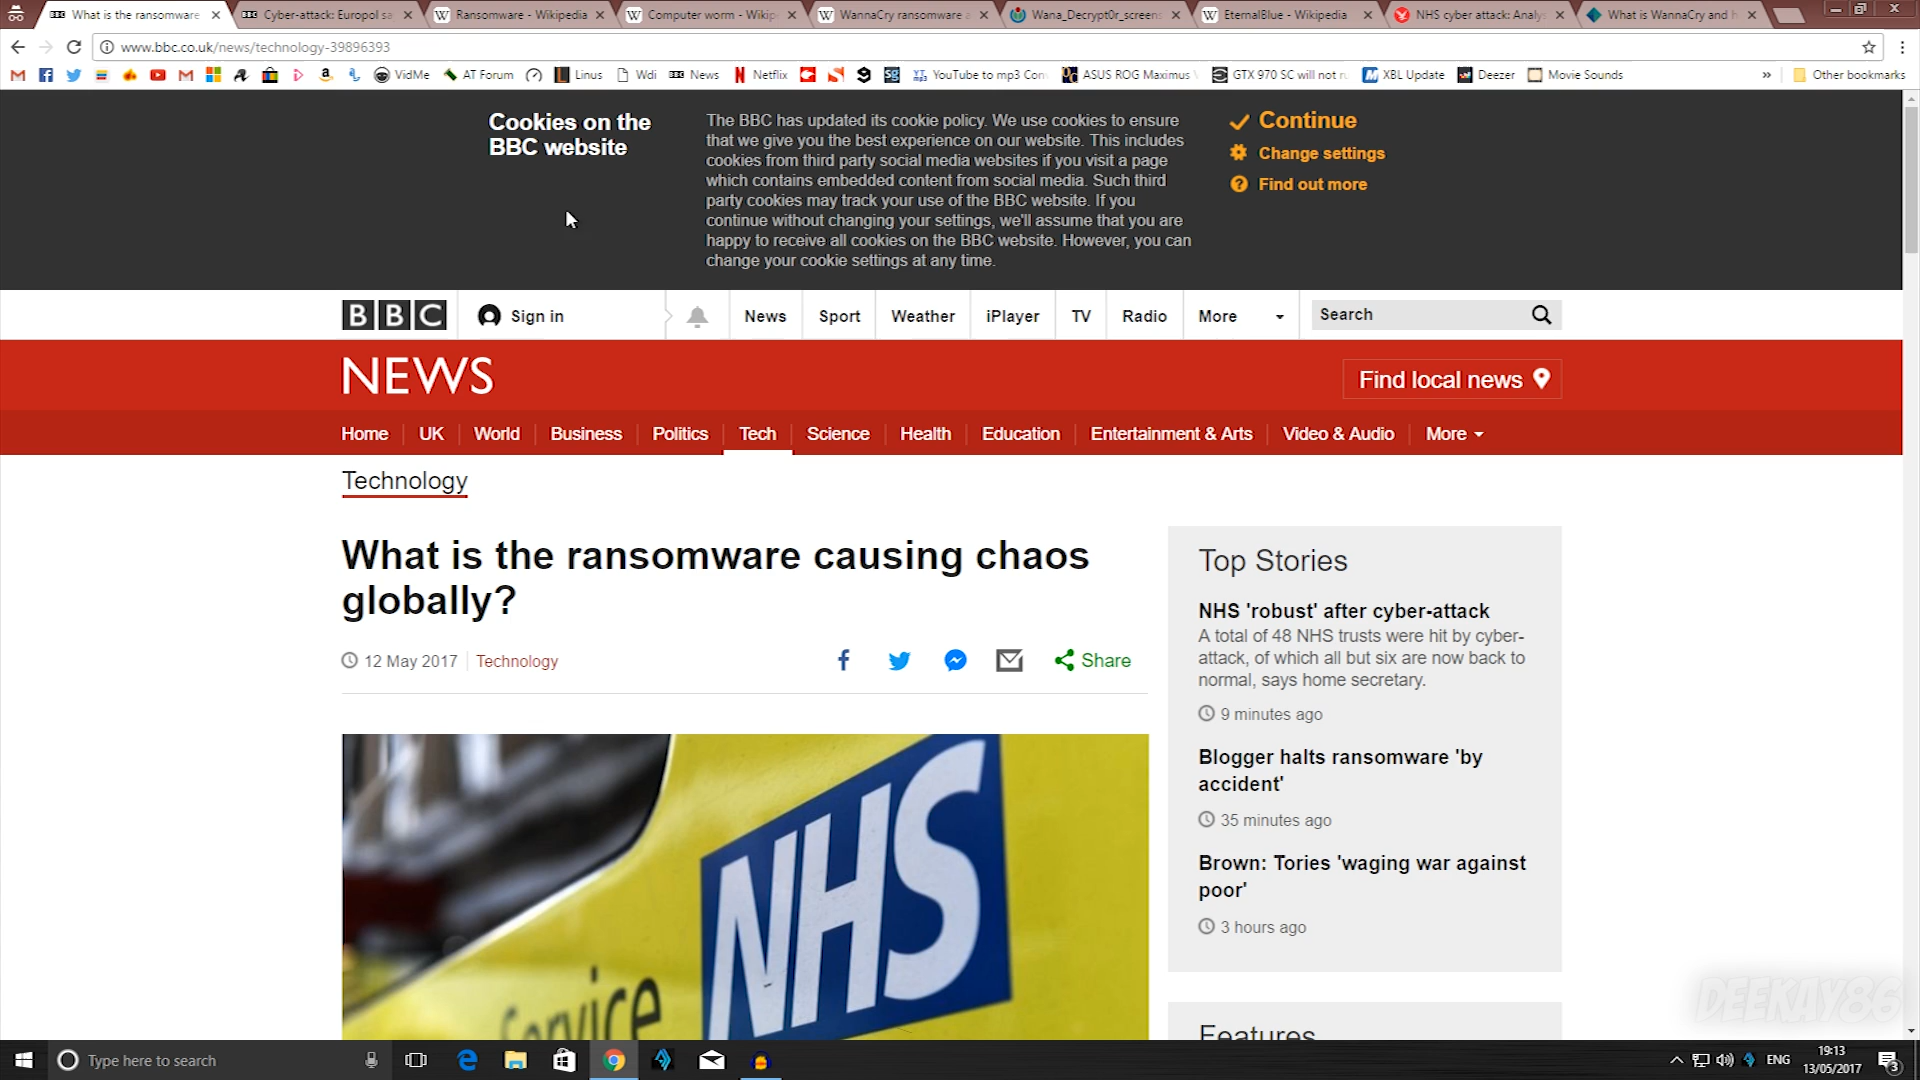 What is the ransomware
Cyber-attack: Europol sa
Ransomware - Wikipedia
Computer worm - Wikip
WannaCry ransomware a
Wana_Decrypt0r_screens
EternalBlue - Wikipedia
NHS cyber attack: Analy
What is WannaCry and h
www.bbc.co.uk/news/technology-39896393
VidMe
AT Forum
Linus
Wdi
News
Netflix
YouTube to mp3 Con
ASUS ROG Maximus
GTX 970 SC will not ru
XBL Update
Deezer
Movie Sounds
»
Other bookmarks
Cookies on the
BBC website
The BBC has updated its cookie policy. We use cookies to ensure
that we give you the best experience on our website. This includes
cookies from third party social media websites if you visit a page
which contains embedded content from social media. Such third
party cookies may track your use of the BBC website. If you
continue without changing your settings, we'll assume that you are
happy to receive all cookies on the BBC website. However, you can
change your cookie settings at any time.
Continue
Change settings
Find out more
BBC
Sign in
News
Sport
Weather
iPlayer
TV
Radio
More
Search
NEWS
Find local news
Home
UK
World
Business
Politics
Tech
Science
Health
Education
Entertainment & Arts
Video & Audio
More
Technology
What is the ransomware causing chaos
globally?
12 May 2017
Technology
Share
NHS
Service
Top Stories
NHS 'robust' after cyber-attack
A total of 48 NHS trusts were hit by cyber-
attack, of which all but six are now back to
normal, says home secretary.
9 minutes ago
Blogger halts ransomware 'by
accident'
35 minutes ago
Brown: Tories 'waging war against
poor'
3 hours ago
Features
DEEKAY86
Type here to search
ENG
19:13
13/05/2017
3